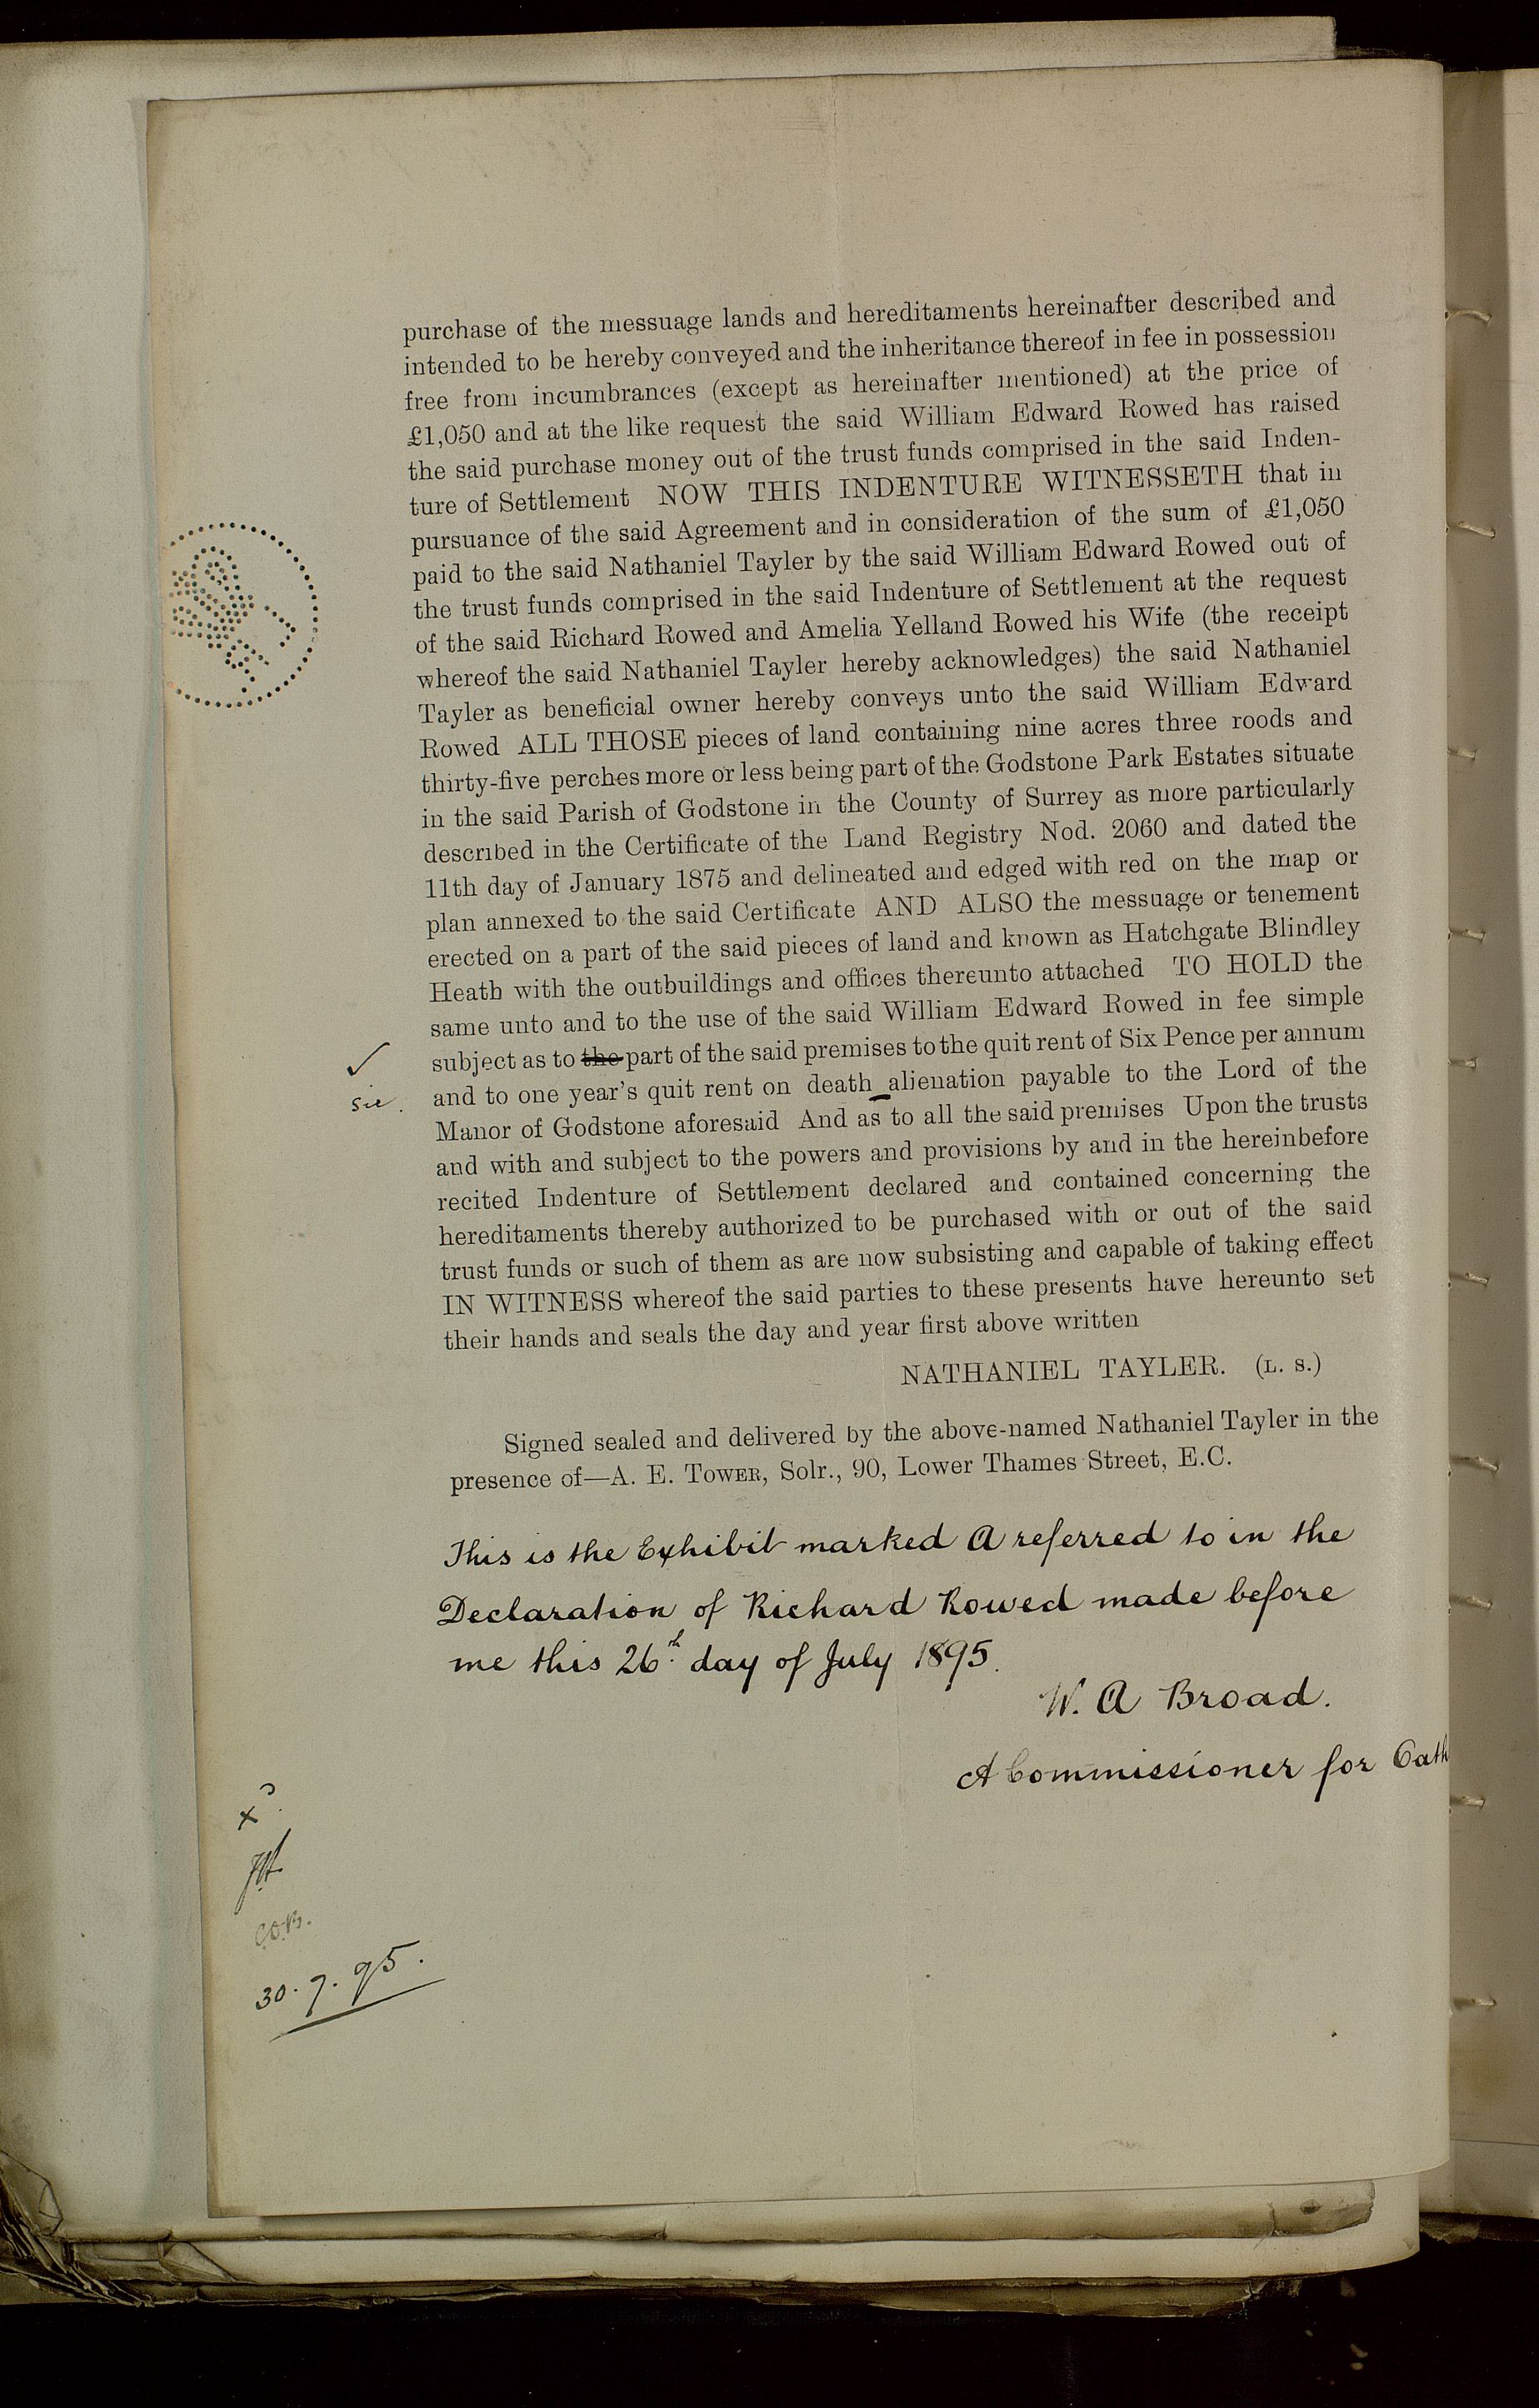 purchase of the messuage lands and hereditaments hereinafter described and
intended to be hereby conveyed and the inheritance thereof in fee in possession
free from incumbrances (except as hereinafter mentioned) at the price of
£1,050 and at the like request the said William Edward Rowed has raised
the said purchase money out of the trust funds comprised in the said Inden-
ture of Settlement NOW THIS INDENTURE WITNESSETH that in
pursuance of the said Agreement and in consideration of the sum of £1,050
paid to the said Nathaniel Tayler by the said William Edward Rowed out of
the trust funds comprised in the said Indenture of Settlement at the request
of the said Richard Rowed and Amelia Yelland Rowed his Wife (the receipt
whereof the said Nathaniel Tayler hereby acknowledges) the said Nathaniel
Tayler as beneficial owner hereby conveys unto the said William Edward
Rowed ALL THOSE pieces of land containing nine acres three roods and
thirty-five perches more or less being part of the Godstone Park Estates situate
in the said Parish of Godstone in the County of Surrey as more particularly
described in the Certificate of the Land Registry Nod. 2060 and dated the
11th day of January 1875 and delineated and edged with red on the map or
plan annexed to the said Certificate AND ALSO the messuage or tenement
erected on a part of the said pieces of land and known as Hatchgate Blindley
Heath with the outbuildings and offices thereunto attached TO HOLD the
same unto and to the use of the said William Edward Rowed in fee simple
subject as to the part of the said premises to the quit rent of Six Pence per annum
sic. and to one year's quit rent on death alienation payable to the Lord of the
Manor of Godstone aforesaid And as to all the said premises Upon the trusts
and with and subject to the powers and provisions by and in the hereinbefore
recited Indenture of Settlement declared and contained concerning the
hereditaments thereby authorized to be purchased with or out of the said
trust funds or such of them as are now subsisting and capable of taking effect
IN WITNESS whereof the said parties to these presents have hereunto set
their hands and seals the day and year first above written
NATHANIEL TAYLER. (L. S.)
Signed sealed and delivered by the above-named Nathaniel Tayler in the
presence of—A. E. TOWER, Solr., 90, Lower Thames Street, E.C.
This is the Exhibit marked A referred to in the
Declaration of Richard Rowed made before
me this 26th day of July 1895.
W. A Broad.
A Commissioner for Oath
30.7.95.